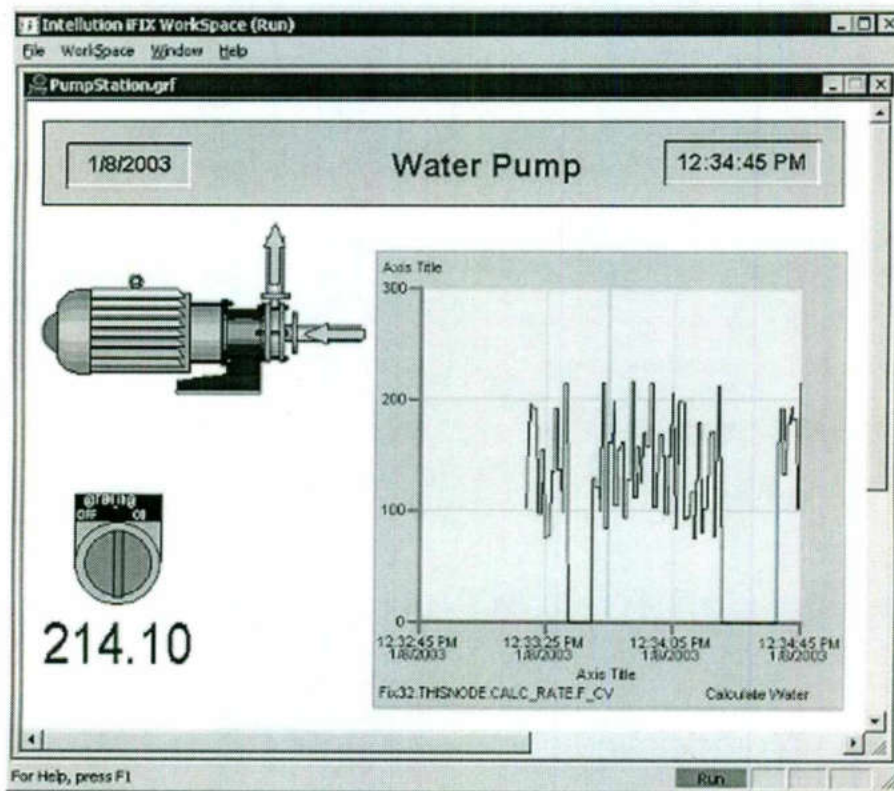 Intellution iFIX WorkSpace (Run)
File WorkSpace Window Help
PumpStation.grf
1/8/2003
Water Pump
12:34:45 PM
Axis Title
300
200
100
0
12:32:45 PM 12:33:25 PM 12:34:05 PM 12:34:45 PM
1/8/2003 1/8/2003 1/8/2003 1/8/2003
Axis Title
Fix32.THISNODE.CALC_RATE.F_CV Calculate Water
OFF ON
214.10
For Help, press F1
Run